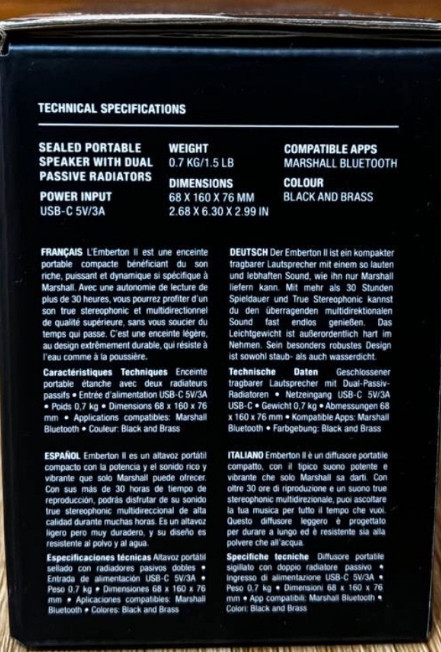 TECHNICAL SPECIFICATIONS
SEALED PORTABLE
SPEAKER WITH DUAL
PASSIVE RADIATORS
POWER INPUT
USB-C 5V/3A
WEIGHT
0.7 KG/1.5 LB
DIMENSIONS
68 X 160 X 76 MM
2.68 X 6.30 X 2.99 IN
COMPATIBLE APPS
MARSHALL BLUETOOTH
COLOUR
BLACK AND BRASS
FRANÇAIS L'Emberton II est une enceinte
portable compacte bénéficiant du son
riche, puissant et dynamique si spécifique à
Marshall. Avec une autonomie de lecture de
plus de 30 heures, vous pourrez profiter d'un
son true stereophonic et multidirectionnel
de qualité supérieure, sans vous soucier du
temps qui passe. C'est une enceinte légère,
au design extrêmement durable, qui résiste à
l'eau comme à la poussière.
Caractéristiques Techniques Enceinte
portable étanche avec deux radiateurs
passifs • Entrée d'alimentation USB-C 5V/3A
• Poids 0,7 kg • Dimensions 68 x 160 x 76
mm • Applications compatibles: Marshall
Bluetooth • Couleur: Black and Brass
DEUTSCH Der Emberton II ist ein kompakter
tragbarer Lautsprecher mit einem so lauten
und lebhaften Sound, wie ihn nur Marshall
liefern kann. Mit mehr als 30 Stunden
Spieldauer und True Stereophonic kannst
du den überragenden multidirektionalen
Sound fast endlos genießen. Das
Leichtgewicht ist außerordentlich hart im
Nehmen. Sein besonders robustes Design
ist sowohl staub- als auch wasserdicht.
Technische Daten Geschlossener
tragbarer Lautsprecher mit Dual-Passiv-
Radiatoren • Netzeingang USB-C 5V/3A
USB-C • Gewicht 0,7 kg • Abmessungen 68
x 160 x 76 mm • Kompatible Apps: Marshall
Bluetooth • Farbgebung: Black and Brass
ESPAÑOL Emberton II es un altavoz portátil
compacto con la potencia y el sonido rico y
vibrante que solo Marshall puede ofrecer.
Con sus más de 30 horas de tiempo de
reproducción, podrás disfrutar de su sonido
true stereophonic multidireccional de alta
calidad durante muchas horas. Es un altavoz
ligero pero muy duradero, y su diseño es
resistente al polvo y al agua.
Especificaciones técnicas Altavoz portátil
sellado con radiadores pasivos dobles •
Entrada de alimentación USB-C 5V/3A •
Peso 0,7 kg • Dimensiones 68 x 160 x 76
mm • Aplicaciones compatibles: Marshall
Bluetooth • Colores: Black and Brass
ITALIANO Emberton II è un diffusore portatile
compatto, con il tipico suono potente e
vibrante che solo Marshall sa darti. Con
oltre 30 ore di riproduzione e un suono true
stereophonic multidirezionale, puoi ascoltare
la tua musica per tutto il tempo che vuoi.
Questo diffusore leggero è progettato
per durare a lungo ed è resistente sia alla
polvere che all'acqua.
Specifiche tecniche Diffusore portatile
sigillato con doppio radiatore passivo •
Ingresso di alimentazione USB-C 5V/3A •
Peso 0,7 kg • Dimensioni 68 x 160 x 76
mm • App compatibili: Marshall Bluetooth •
Colori: Black and Brass